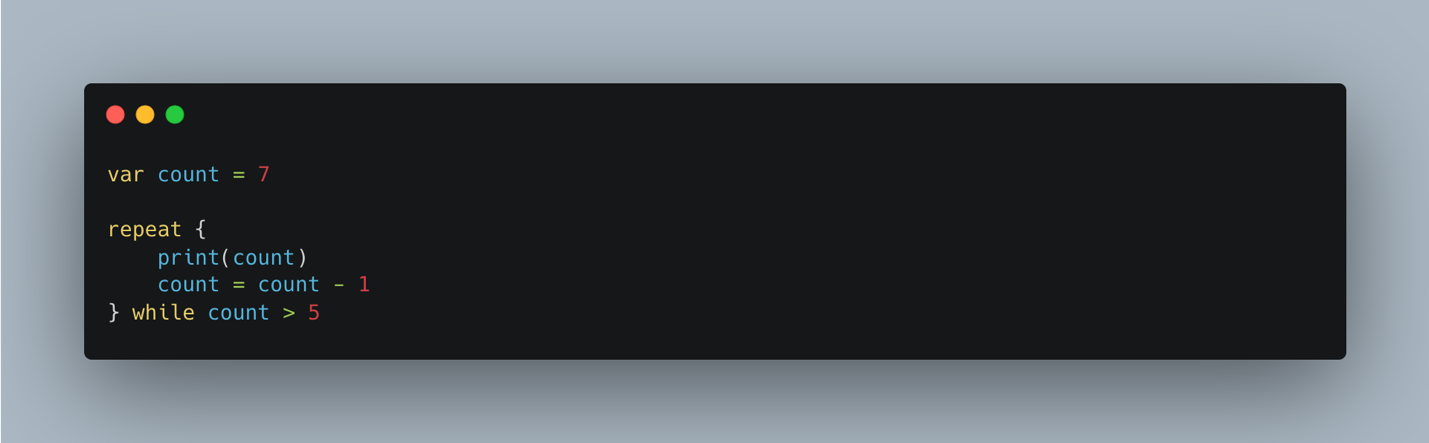 var count = 7
repeat {
    print(count)
    count = count - 1
} while count > 5